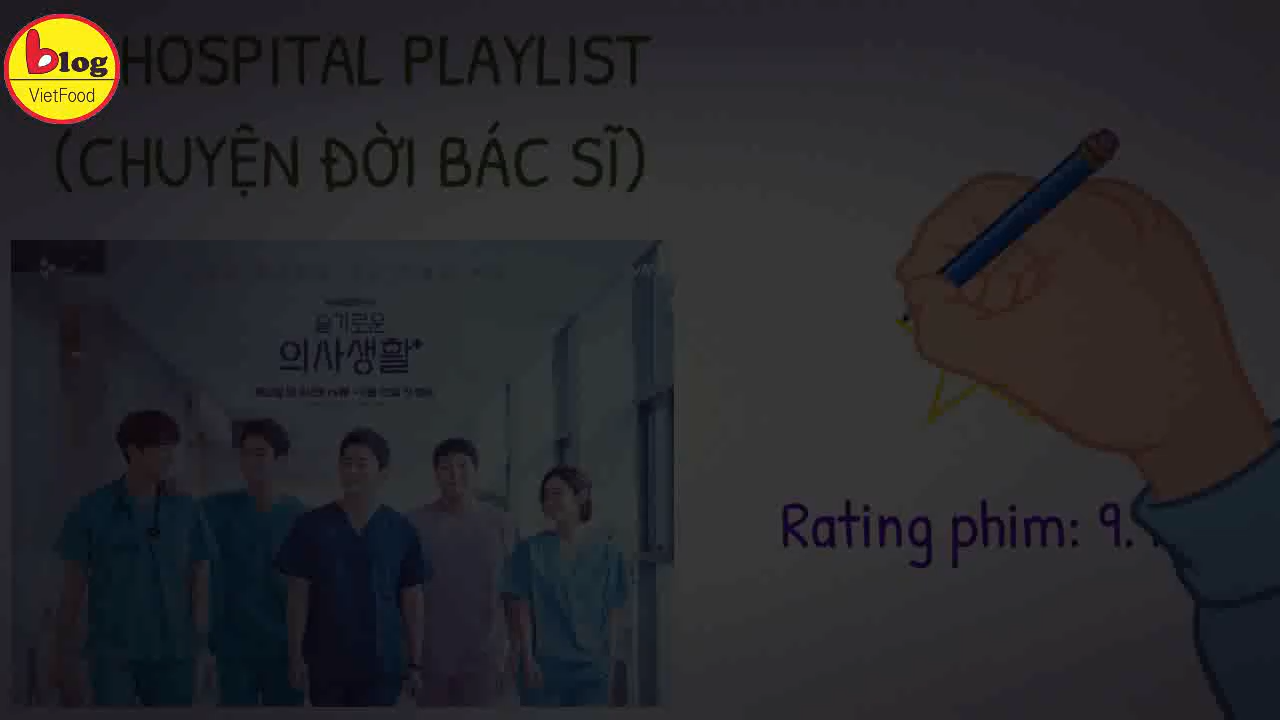 blog
VietFood
HOSPITAL PLAYLIST
(CHUYỆN ĐỜI BÁC SĨ)
슬기로운
의사생활
Rating phim: 9.